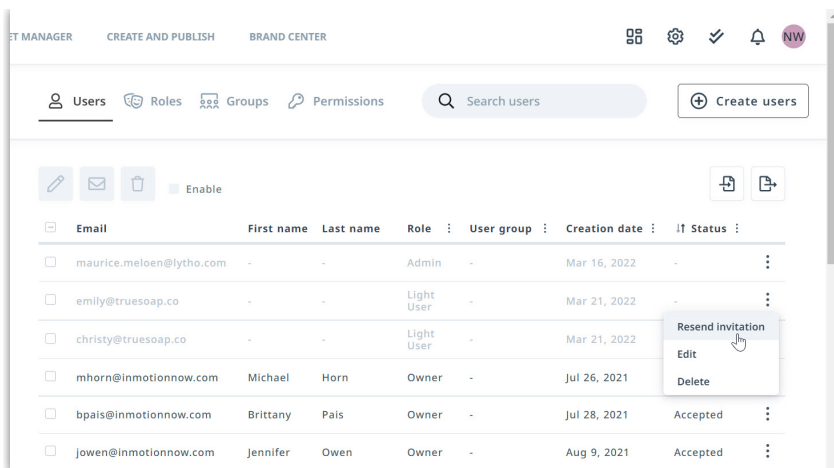 ET MANAGER CREATE AND PUBLISH BRAND CENTER NW
Users Roles Groups Permissions Search users Create users
Enable
Email First name Last name Role User group Creation date Status
maurice.meloen@lytho.com - - Admin - Mar 16, 2022 -
emily@truesoap.co - - Light User - Mar 21, 2022 -
christy@truesoap.co - - Light User - Mar 21, 2022
Resend invitation
Edit
Delete
mhorn@inmotionnow.com Michael Horn Owner - Jul 26, 2021
bpais@inmotionnow.com Brittany Pais Owner - Jul 28, 2021 Accepted
jowen@inmotionnow.com Jennifer Owen Owner - Aug 9, 2021 Accepted